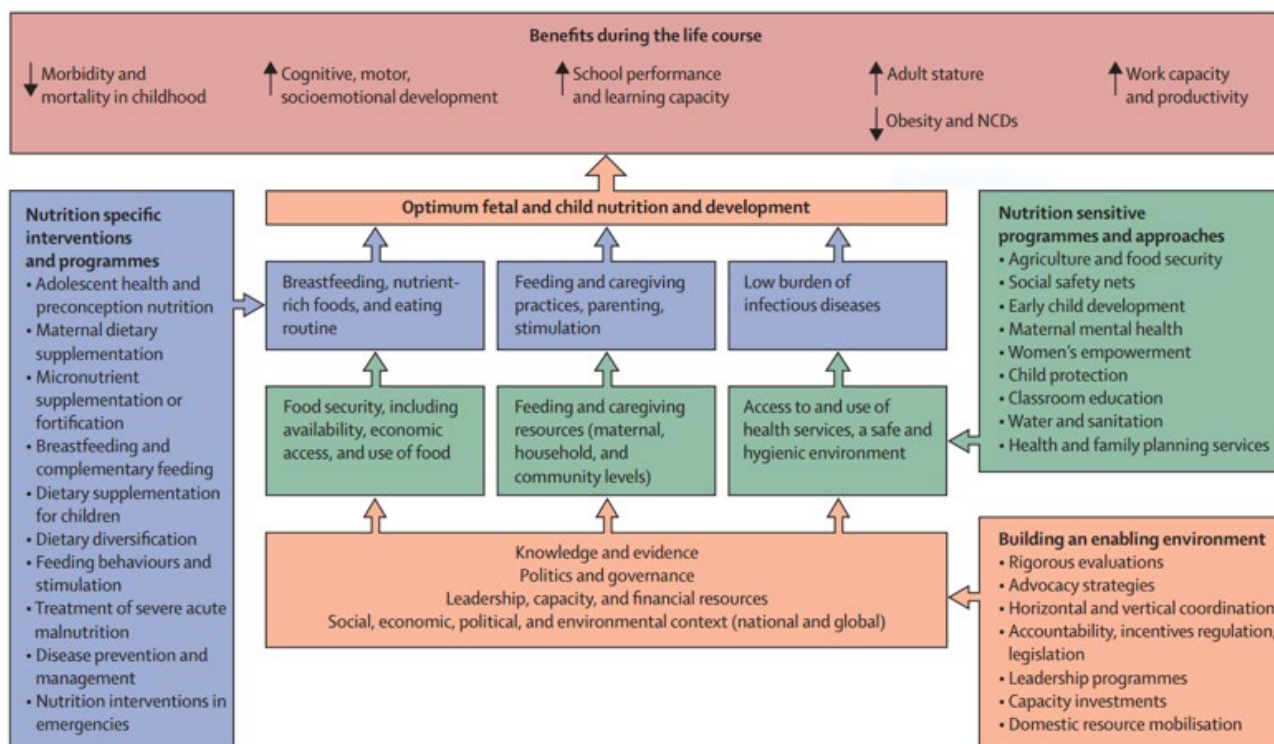 Benefits during the life course
Morbidity and
mortality in childhood
Cognitive, motor,
socioemotional development
School performance
and learning capacity
Adult stature
Obesity and NCDs
Work capacity
and productivity
Nutrition specific
interventions
and programmes
• Adolescent health and
preconception nutrition
• Maternal dietary
supplementation
• Micronutrient
supplementation or
fortification
• Breastfeeding and
complementary feeding
• Dietary supplementation
for children
• Dietary diversification
• Feeding behaviours and
stimulation
• Treatment of severe acute
malnutrition
• Disease prevention and
management
• Nutrition interventions in
emergencies
Optimum fetal and child nutrition and development
Breastfeeding, nutrient-
rich foods, and eating
routine
Feeding and caregiving
practices, parenting,
stimulation
Low burden of
infectious diseases
Food security, including
availability, economic
access, and use of food
Feeding and caregiving
resources (maternal,
household, and
community levels)
Access to and use of
health services, a safe and
hygienic environment
Knowledge and evidence
Politics and governance
Leadership, capacity, and financial resources
Social, economic, political, and environmental context (national and global)
Nutrition sensitive
programmes and approaches
• Agriculture and food security
• Social safety nets
• Early child development
• Maternal mental health
• Women's empowerment
• Child protection
• Classroom education
• Water and sanitation
• Health and family planning services
Building an enabling environment
• Rigorous evaluations
• Advocacy strategies
• Horizontal and vertical coordination
• Accountability, incentives regulation,
legislation
• Leadership programmes
• Capacity investments
• Domestic resource mobilisation